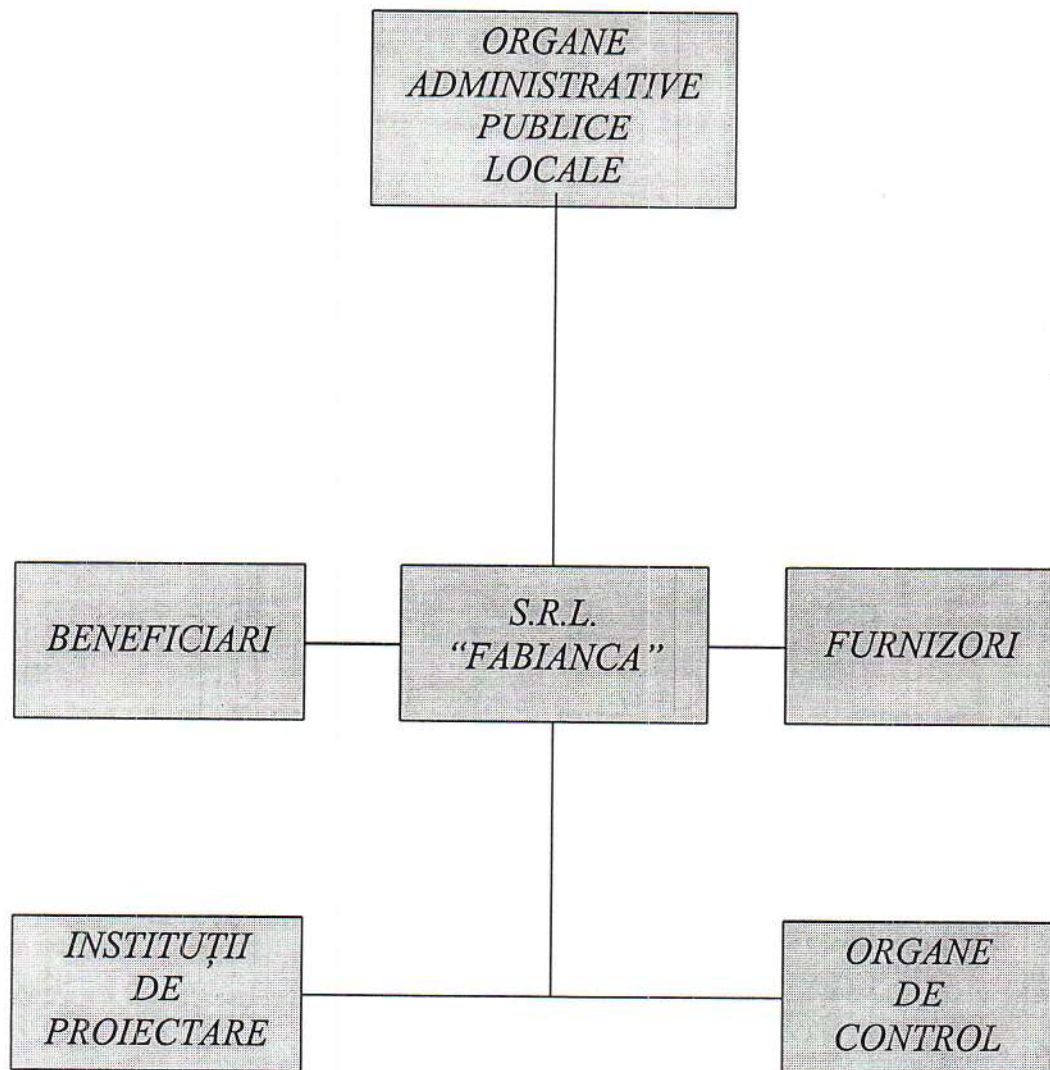 ORGANE
ADMINISTRATIVE
PUBLICE
LOCALE
BENEFICIARI
S.R.L.
“FABIANCA”
FURNIZORI
INSTITUȚII
DE
PROIECTARE
ORGANE
DE
CONTROL